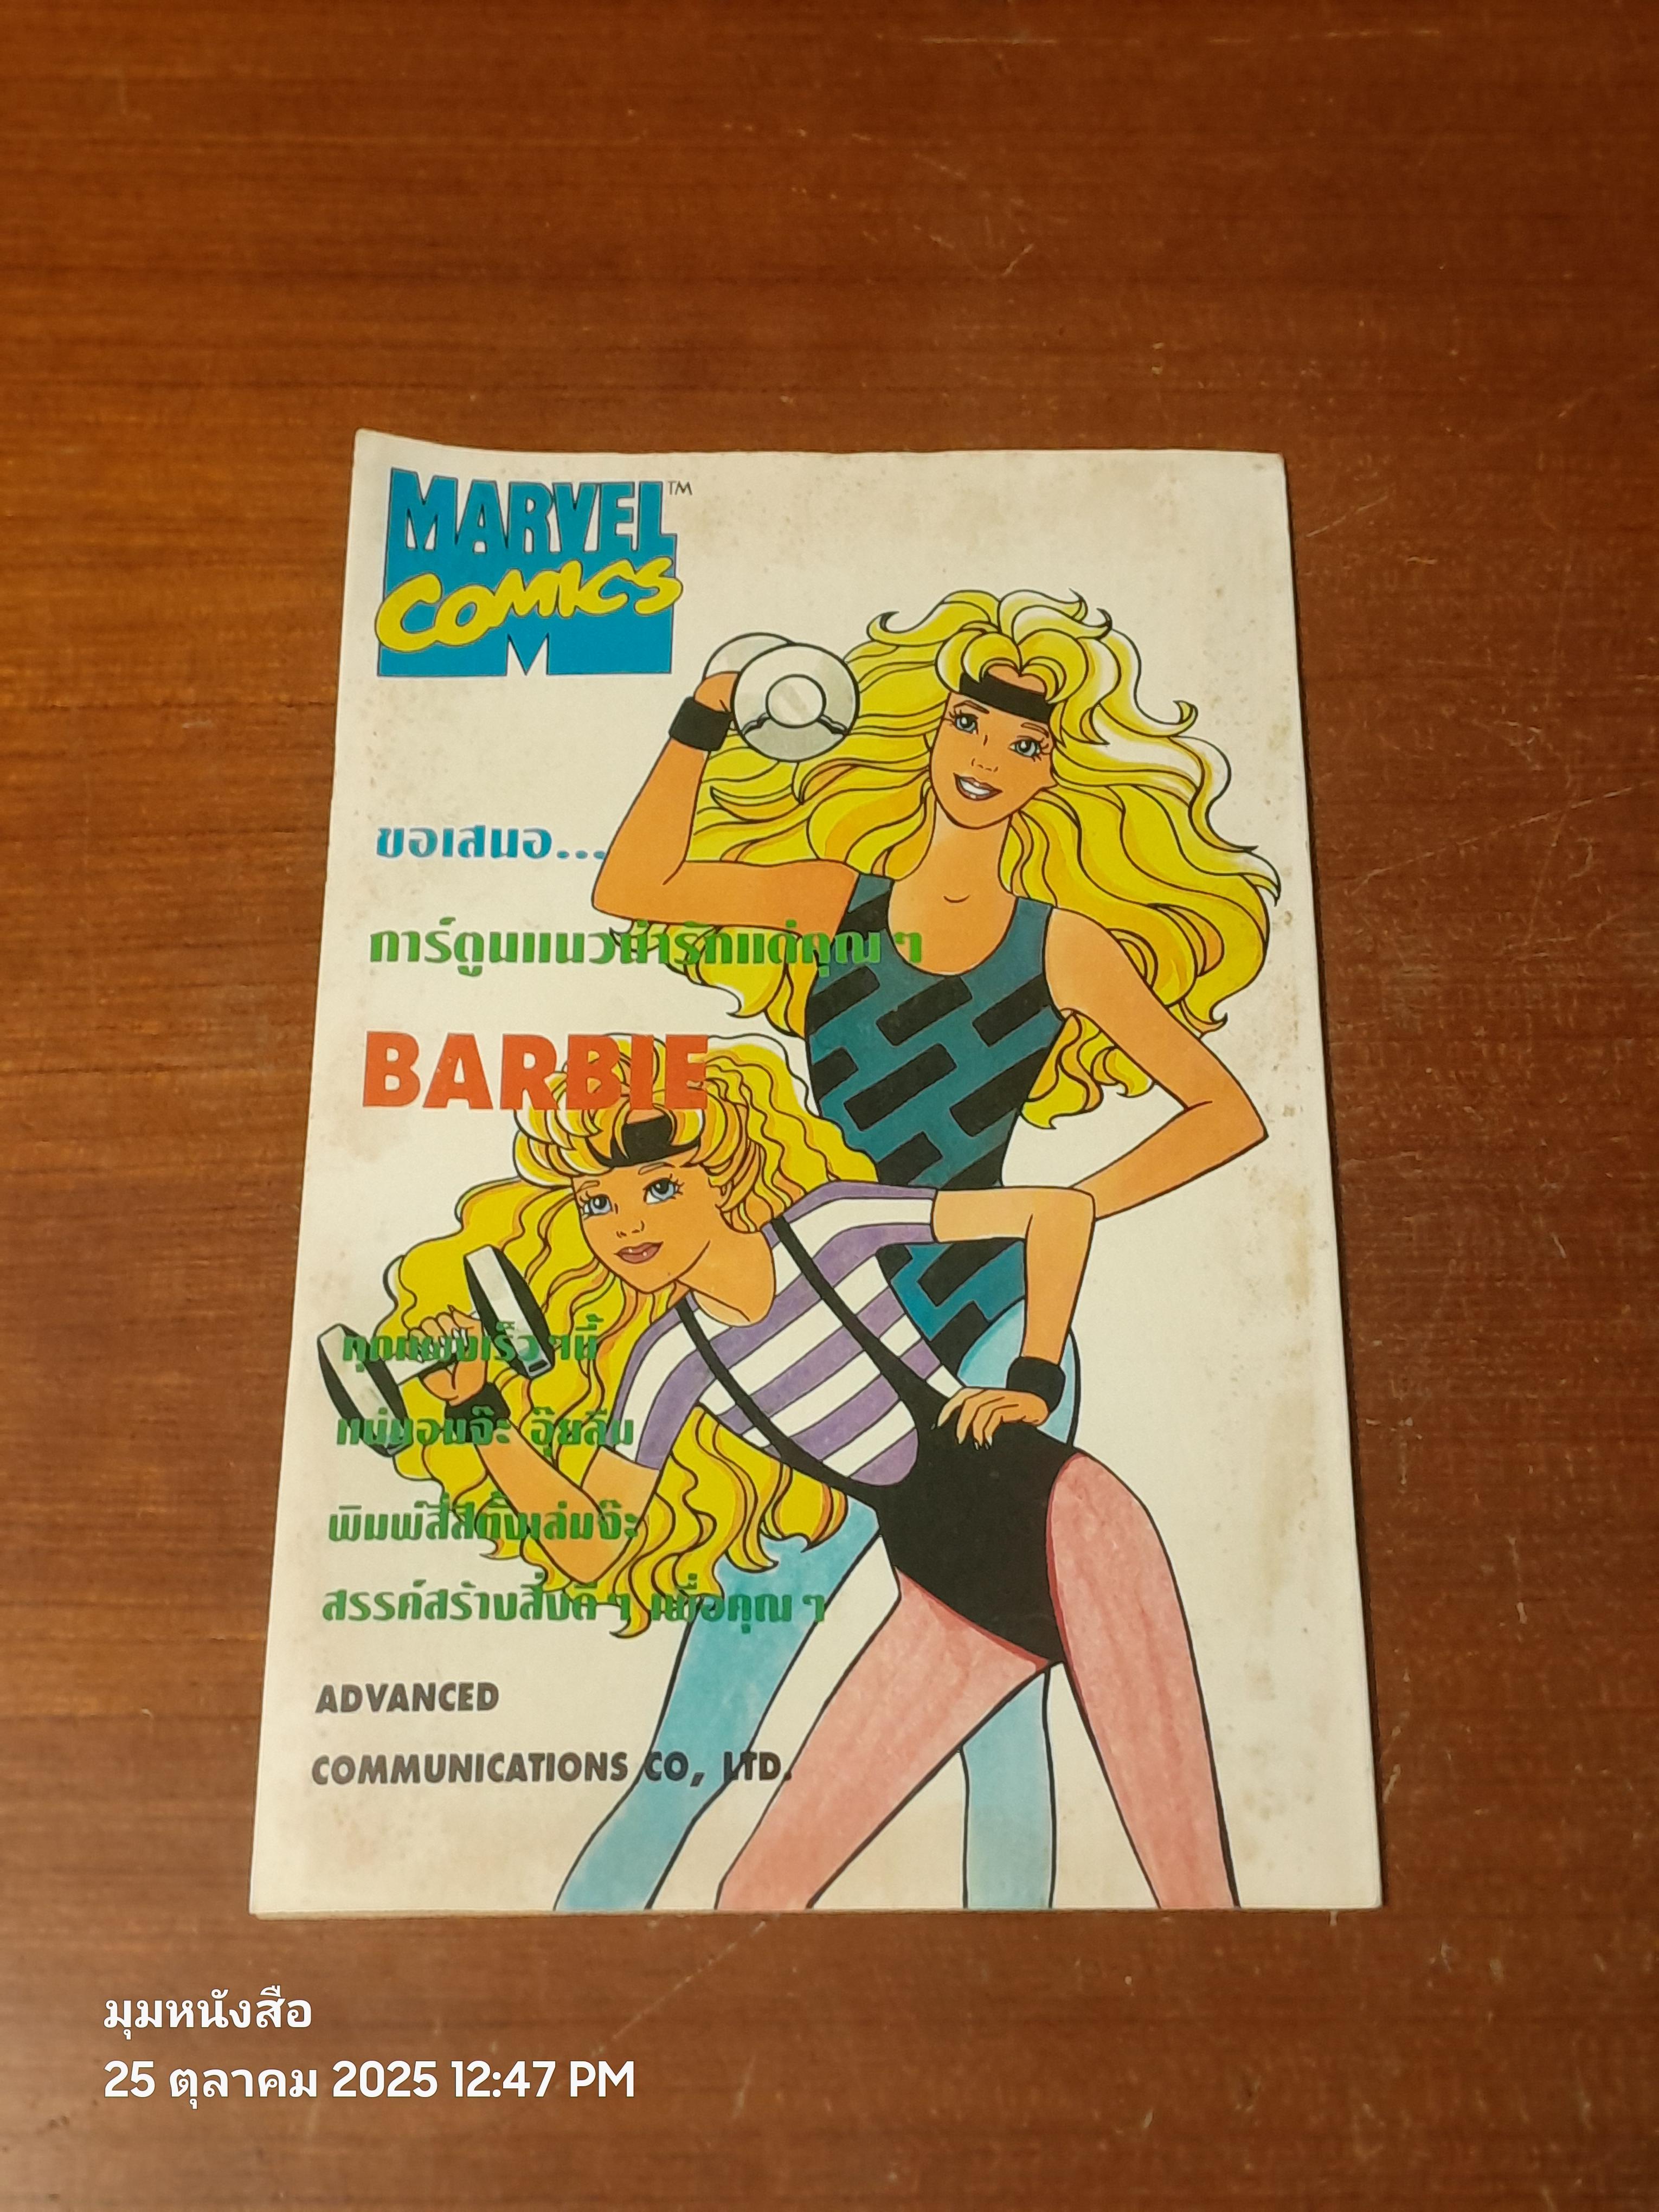 MARVEL™
COMICS
M
ขอเสนอ...
การ์ตูนแนวน่ารักแด่คุณๆ
BARBIE
คุณพบเร็วๆนี้
แน่นอนจ๊ะ อุ๊ยลืม
พิมพ์สี่สีทั้งเล่มจ๊ะ
สรรค์สร้างสิ่งดีๆ เพื่อคุณๆ
ADVANCED
COMMUNICATIONS CO, LTD.
มุมหนังสือ
25 ตุลาคม 2025 12:47 PM